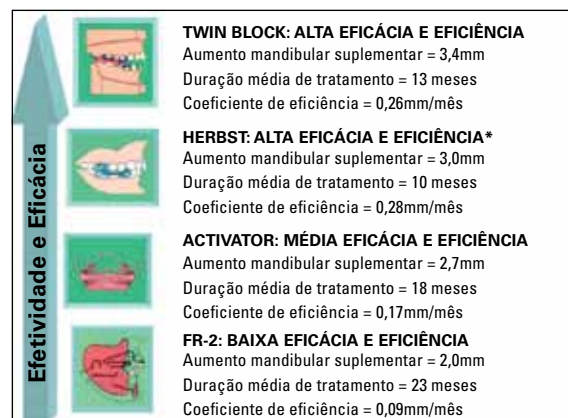 Efetividade e Eficácia
TWIN BLOCK: ALTA EFICÁCIA E EFICIÊNCIA
Aumento mandibular suplementar = 3,4mm
Duração média de tratamento = 13 meses
Coeficiente de eficiência = 0,26mm/mês
HERBST: ALTA EFICÁCIA E EFICIÊNCIA*
Aumento mandibular suplementar = 3,0mm
Duração média de tratamento = 10 meses
Coeficiente de eficiência = 0,28mm/mês
ACTIVATOR: MÉDIA EFICÁCIA E EFICIÊNCIA
Aumento mandibular suplementar = 2,7mm
Duração média de tratamento = 18 meses
Coeficiente de eficiência = 0,17mm/mês
FR-2: BAIXA EFICÁCIA E EFICIÊNCIA
Aumento mandibular suplementar = 2,0mm
Duração média de tratamento = 23 meses
Coeficiente de eficiência = 0,09mm/mês